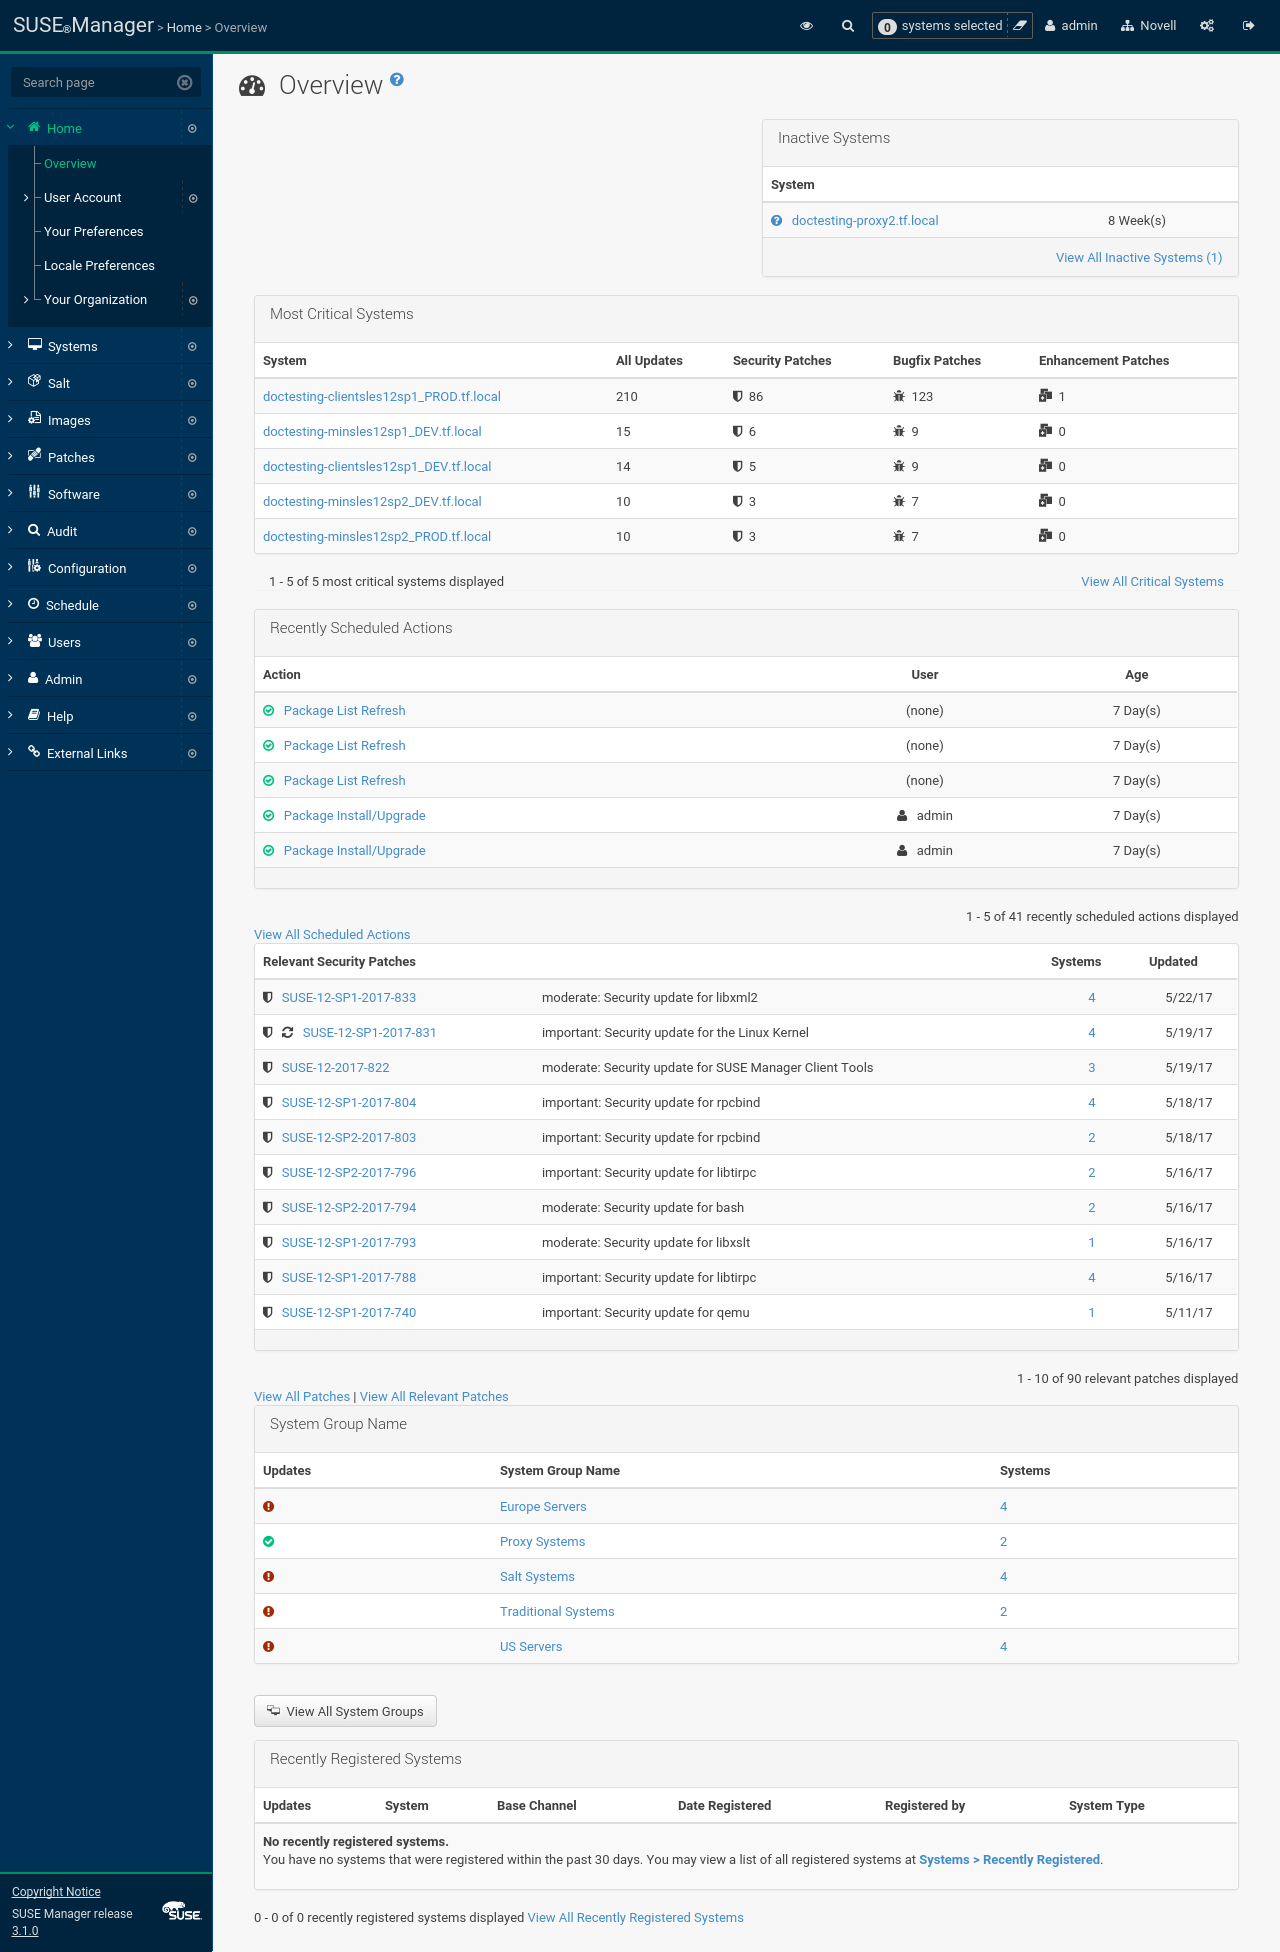 SUSE®Manager > Home > Overview
0 systems selected admin Novell
Search page
Home
Overview
User Account
Your Preferences
Locale Preferences
Your Organization
Systems
Salt
Images
Patches
Software
Audit
Configuration
Schedule
Users
Admin
Help
External Links
Copyright Notice
SUSE Manager release
3.1.0
SUSE
Overview
Inactive Systems
System
doctesting-proxy2.tf.local 8 Week(s)
View All Inactive Systems (1)
Most Critical Systems
System All Updates Security Patches Bugfix Patches Enhancement Patches
doctesting-clientsles12sp1_PROD.tf.local 210 86 123 1
doctesting-minsles12sp1_DEV.tf.local 15 6 9 0
doctesting-clientsles12sp1_DEV.tf.local 14 5 9 0
doctesting-minsles12sp2_DEV.tf.local 10 3 7 0
doctesting-minsles12sp2_PROD.tf.local 10 3 7 0
1 - 5 of 5 most critical systems displayed View All Critical Systems
Recently Scheduled Actions
Action User Age
Package List Refresh (none) 7 Day(s)
Package List Refresh (none) 7 Day(s)
Package List Refresh (none) 7 Day(s)
Package Install/Upgrade admin 7 Day(s)
Package Install/Upgrade admin 7 Day(s)
1 - 5 of 41 recently scheduled actions displayed
View All Scheduled Actions
Relevant Security Patches Systems Updated
SUSE-12-SP1-2017-833 moderate: Security update for libxml2 4 5/22/17
SUSE-12-SP1-2017-831 important: Security update for the Linux Kernel 4 5/19/17
SUSE-12-2017-822 moderate: Security update for SUSE Manager Client Tools 3 5/19/17
SUSE-12-SP1-2017-804 important: Security update for rpcbind 4 5/18/17
SUSE-12-SP2-2017-803 important: Security update for rpcbind 2 5/18/17
SUSE-12-SP2-2017-796 important: Security update for libtirpc 2 5/16/17
SUSE-12-SP2-2017-794 moderate: Security update for bash 2 5/16/17
SUSE-12-SP1-2017-793 moderate: Security update for libxslt 1 5/16/17
SUSE-12-SP1-2017-788 important: Security update for libtirpc 4 5/16/17
SUSE-12-SP1-2017-740 important: Security update for qemu 1 5/11/17
1 - 10 of 90 relevant patches displayed
View All Patches | View All Relevant Patches
System Group Name
Updates System Group Name Systems
Europe Servers 4
Proxy Systems 2
Salt Systems 4
Traditional Systems 2
US Servers 4
View All System Groups
Recently Registered Systems
Updates System Base Channel Date Registered Registered by System Type
No recently registered systems.
You have no systems that were registered within the past 30 days. You may view a list of all registered systems at Systems > Recently Registered.
0 - 0 of 0 recently registered systems displayed View All Recently Registered Systems